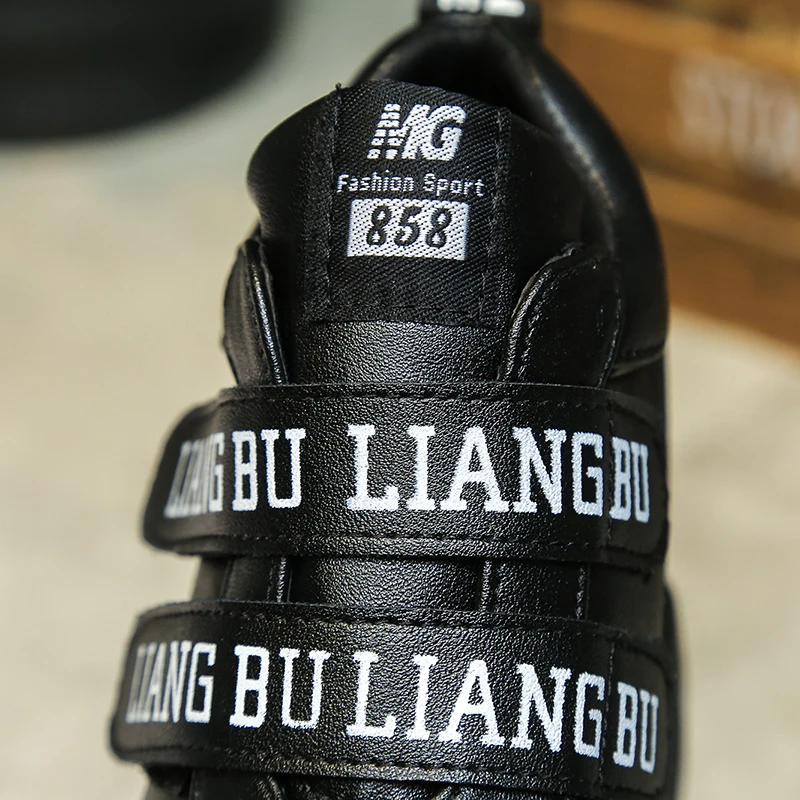 MG
Fashion Sport
858
LIANG BU LIANG BU
LIANG BU LIANG BU